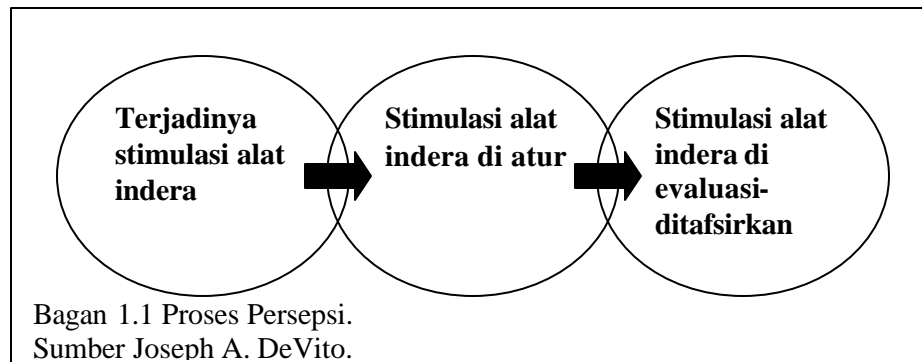 Terjadinya
stimulasi alat
indera
Stimulasi alat
indera di atur
Stimulasi alat
indera di
evaluasi-
ditafsirkan
Bagan 1.1 Proses Persepsi.
Sumber Joseph A. DeVito.